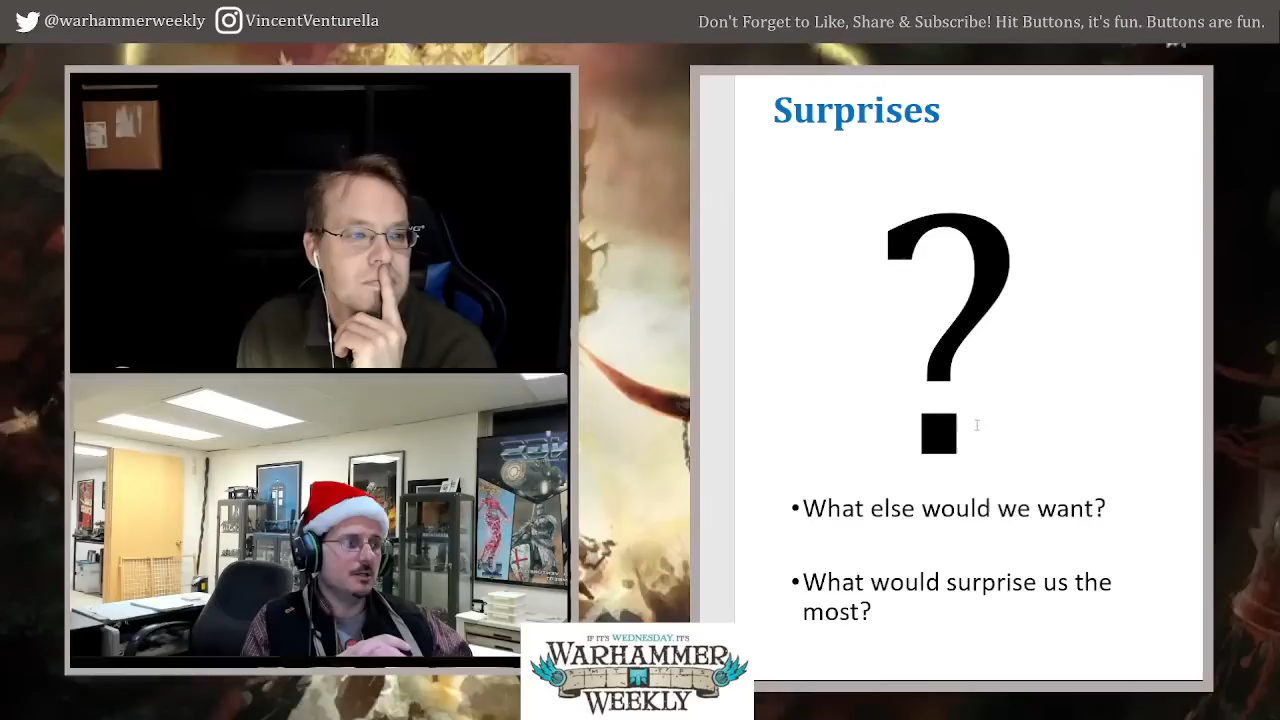 @warhammerweekly VincentVenturella
Don't Forget to Like, Share & Subscribe! Hit Buttons, it's fun. Buttons are fun.
Surprises
?
•What else would we want?
•What would surprise us the
most?
IF IT'S WEDNESDAY, IT'S
WARHAMMER
WEEKLY